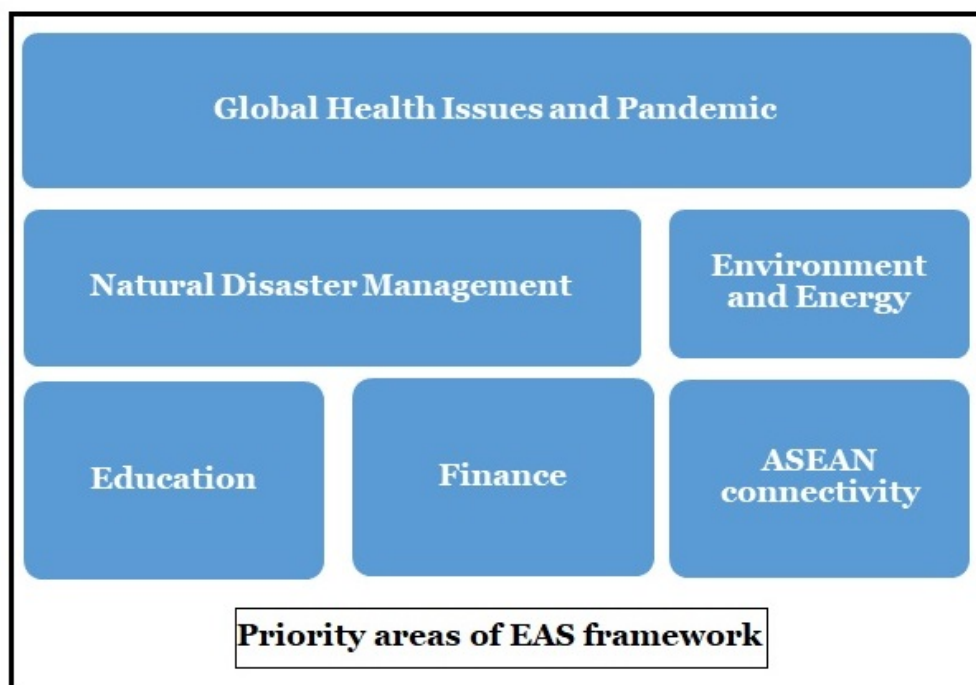 Global Health Issues and Pandemic
Natural Disaster Management
Environment
and Energy
Education
Finance
ASEAN
connectivity
Priority areas of EAS framework